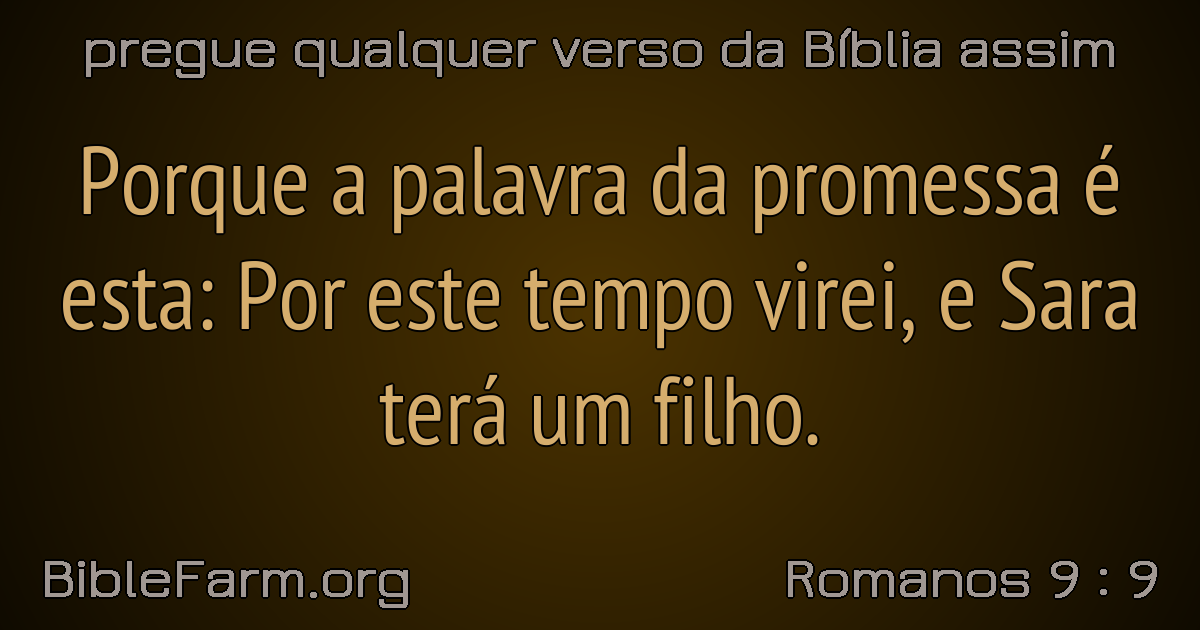 pregue qualquer verso da Bíblia assim
Porque a palavra da promessa é
esta: Por este tempo virei, e Sara
terá um filho.
BibleFarm.org
Romanos 9 : 9